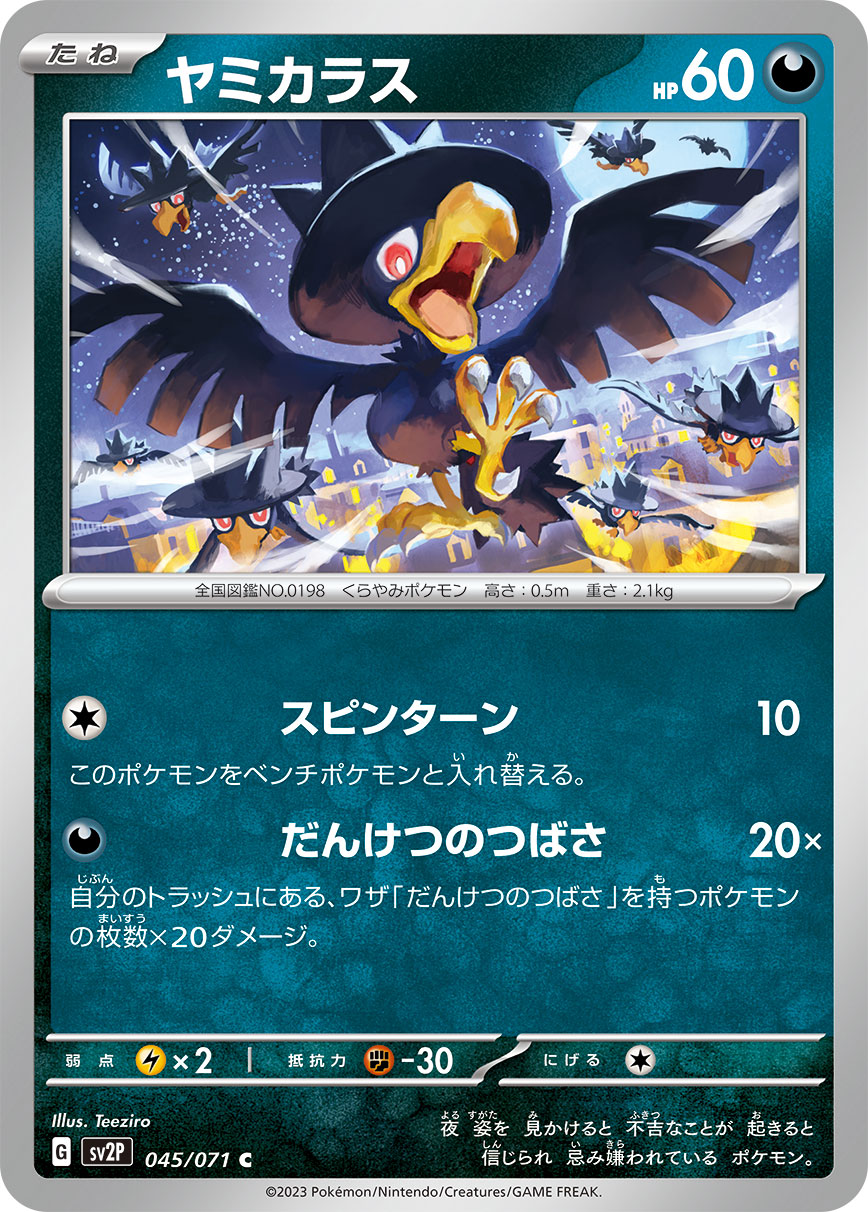 たね
ヤミカラス
HP60
全国図鑑NO.0198 くらやみポケモン 高さ：0.5m 重さ：2.1kg
スピンターン 10
このポケモンをベンチポケモンと入れ替える。
だんけつのつばさ 20×
自分のトラッシュにある、ワザ「だんけつのつばさ」を持つポケモン
の枚数×20ダメージ。
弱点 ×2 抵抗力 -30 にげる
Illus. Teeziro
夜 姿を 見かけると 不吉なことが 起きると
信じられ 忌み嫌われている ポケモン。
G sv2P 045/071 C
©2023 Pokémon/Nintendo/Creatures/GAME FREAK.